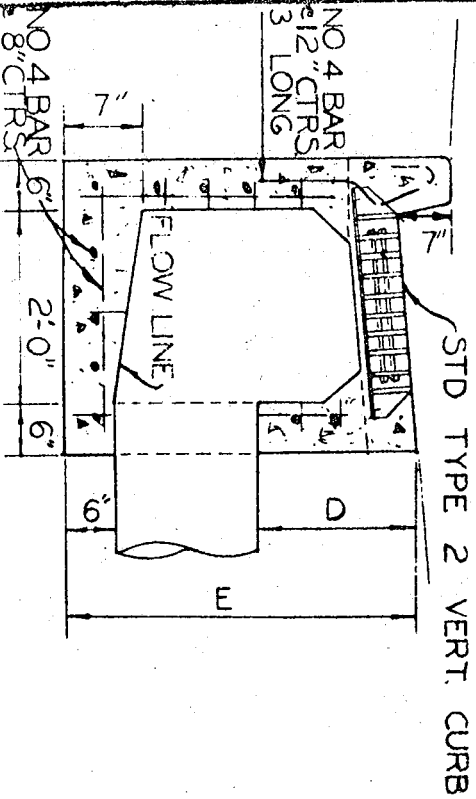 NO 4 BAR
@ 12" CTRS
3 LONG
7"
7"
STD TYPE 2 VERT. CURB
FLOW LINE
NO 4 BAR
@ 8" CTRS
6"
2'-0"
6"
6"
D
E